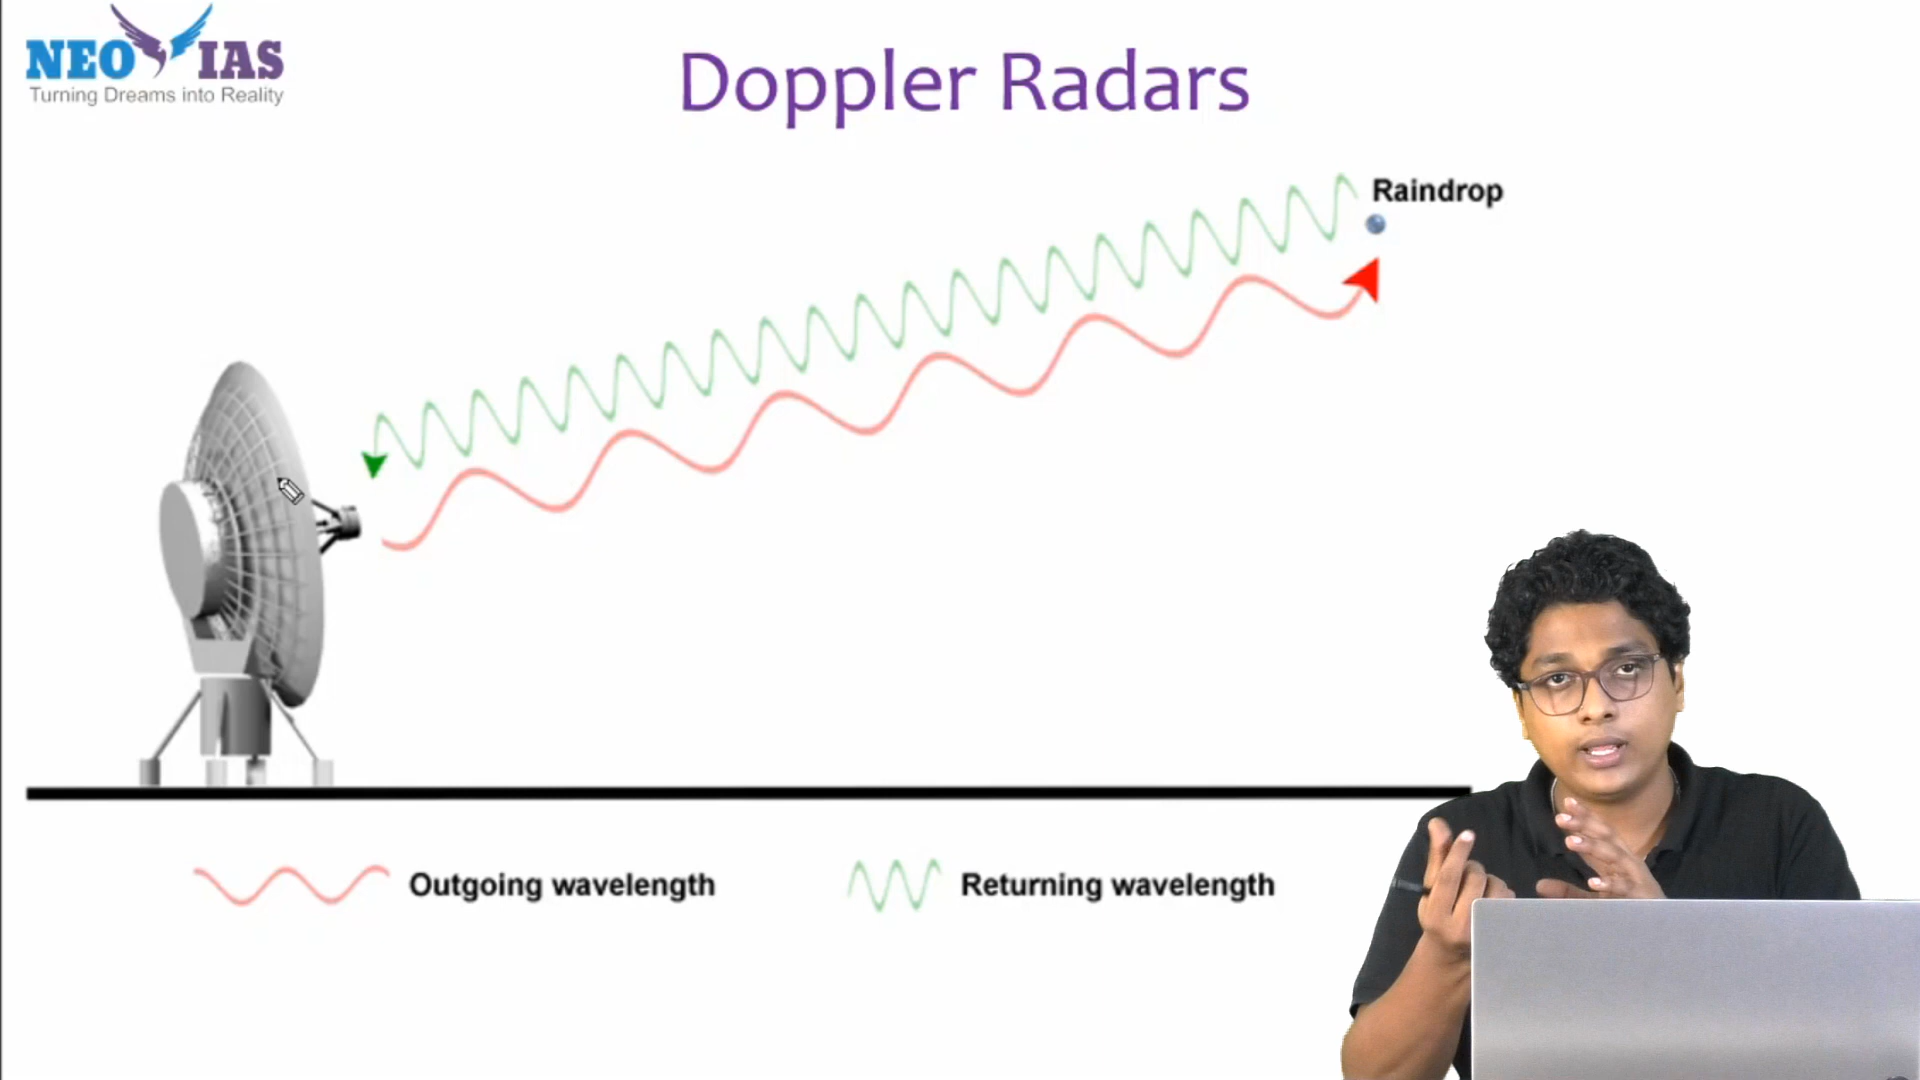 NEO IAS
Turning Dreams into Reality
Doppler Radars
Raindrop
Outgoing wavelength
Returning wavelength